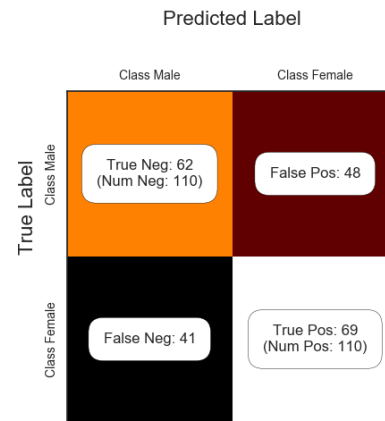 Predicted Label
Class Male
Class Female
True Label
Class Male
True Neg: 62
(Num Neg: 110)
False Pos: 48
Class Female
False Neg: 41
True Pos: 69
(Num Pos: 110)